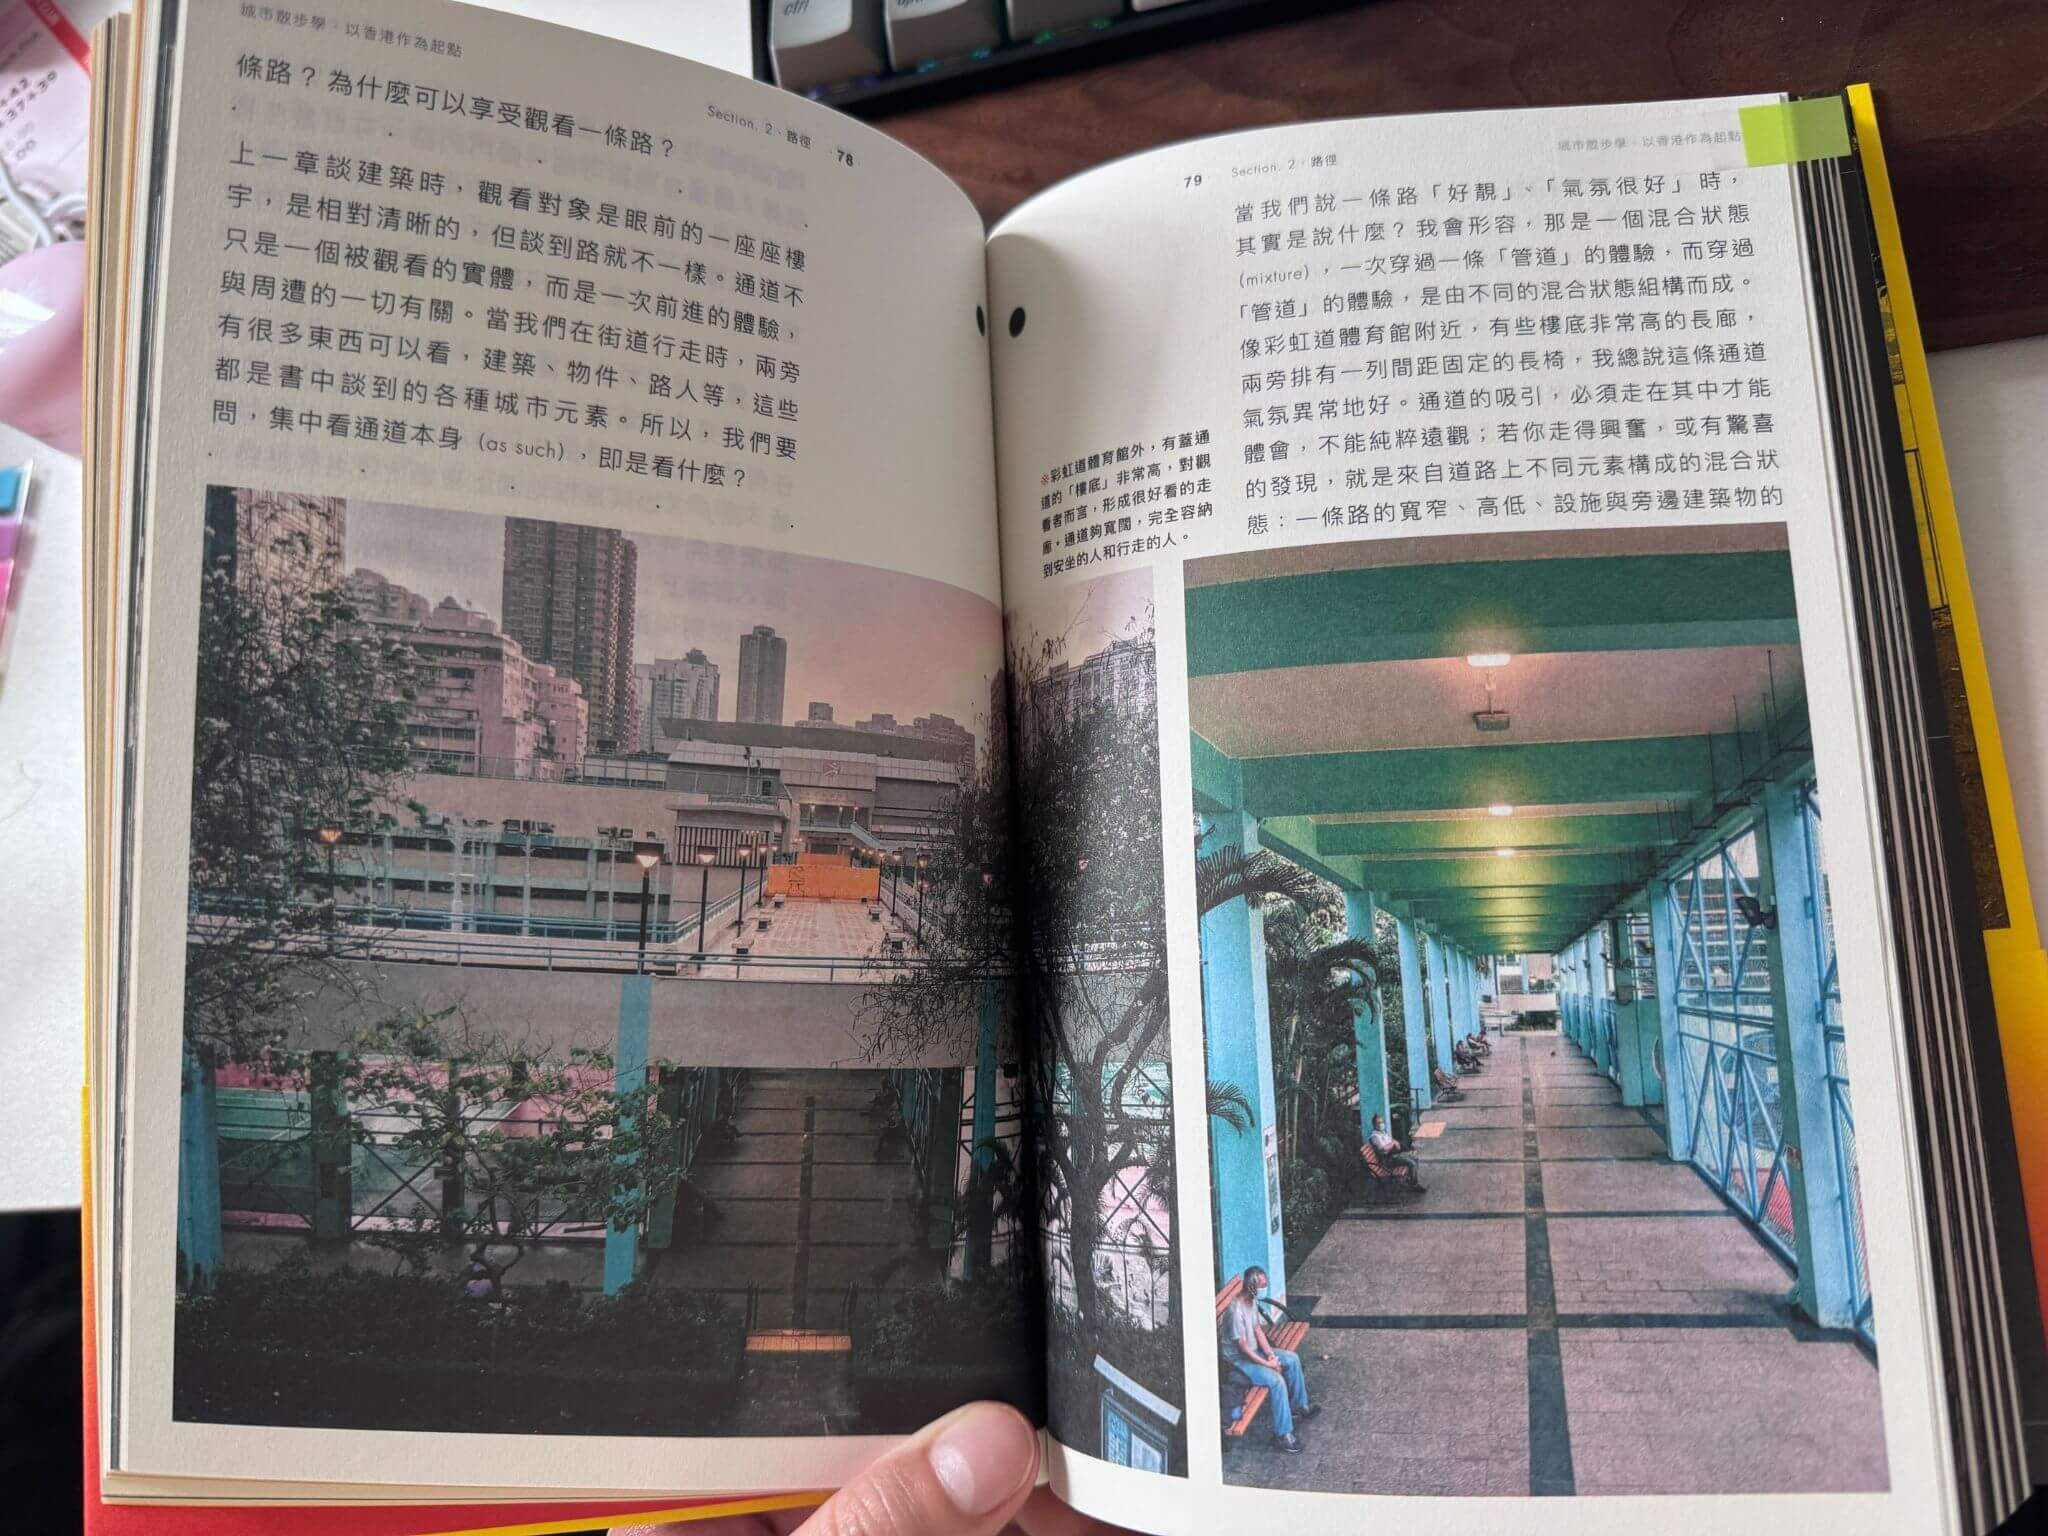 城市散步學·以香港作為起點
條路？為什麼可以享受觀看一條路？
Section. 2·路徑 ·78·
上一章談建築時，觀看對象是眼前的一座座樓
宇，是相對清晰的，但談到路就不一樣。通道不
只是一個被觀看的實體，而是一次前進的體驗，
與周遭的一切有關。當我們在街道行走時，兩旁
有很多東西可以看，建築、物件、路人等，這些
都是書中談到的各種城市元素。所以，我們要
問，集中看通道本身（as such），即是看什麼？
79· Section. 2·路徑
城市散步學·以香港作為起點
當我們說一條路「好靚」、「氣氛很好」時，
其實是說什麼？我會形容，那是一個混合狀態
（mixture），一次穿過一條「管道」的體驗，而穿過
「管道」的體驗，是由不同的混合狀態組構而成。
像彩虹道體育館附近，有些樓底非常高的長廊，
兩旁排有一列間距固定的長椅，我總說這條通道
氣氛異常地好。通道的吸引，必須走在其中才能
體會，不能純粹遠觀；若你走得興奮，或有驚喜
的發現，就是來自道路上不同元素構成的混合狀
態：一條路的寬窄、高低、設施與旁邊建築物的
※彩虹道體育館外，有蓋通
道的「樓底」非常高，對觀
看者而言，形成很好看的走
廊。通道夠寬闊，完全容納
到安坐的人和行走的人。
ctrl